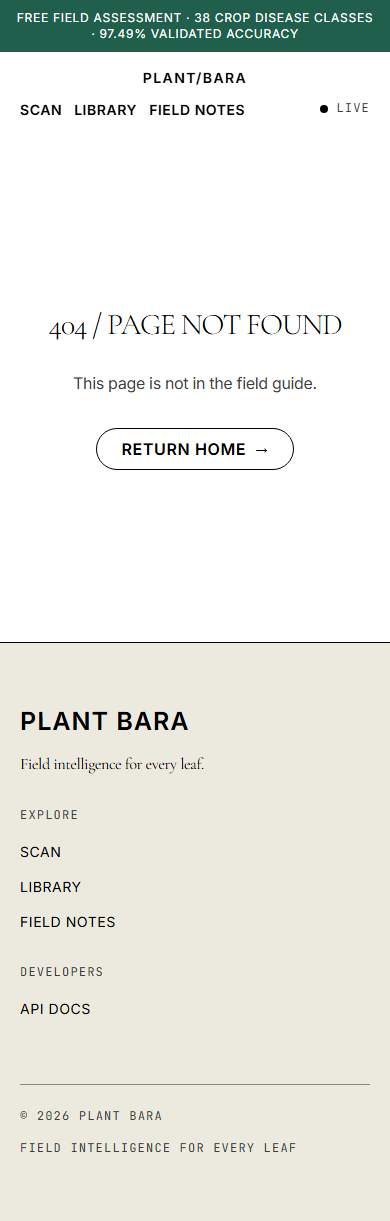 FREE FIELD ASSESSMENT · 38 CROP DISEASE CLASSES
· 97.49% VALIDATED ACCURACY
PLANT/BARA
SCAN LIBRARY FIELD NOTES
LIVE
404 / PAGE NOT FOUND
This page is not in the field guide.
RETURN HOME →
PLANT BARA
Field intelligence for every leaf.
EXPLORE
SCAN
LIBRARY
FIELD NOTES
DEVELOPERS
API DOCS
© 2026 PLANT BARA
FIELD INTELLIGENCE FOR EVERY LEAF